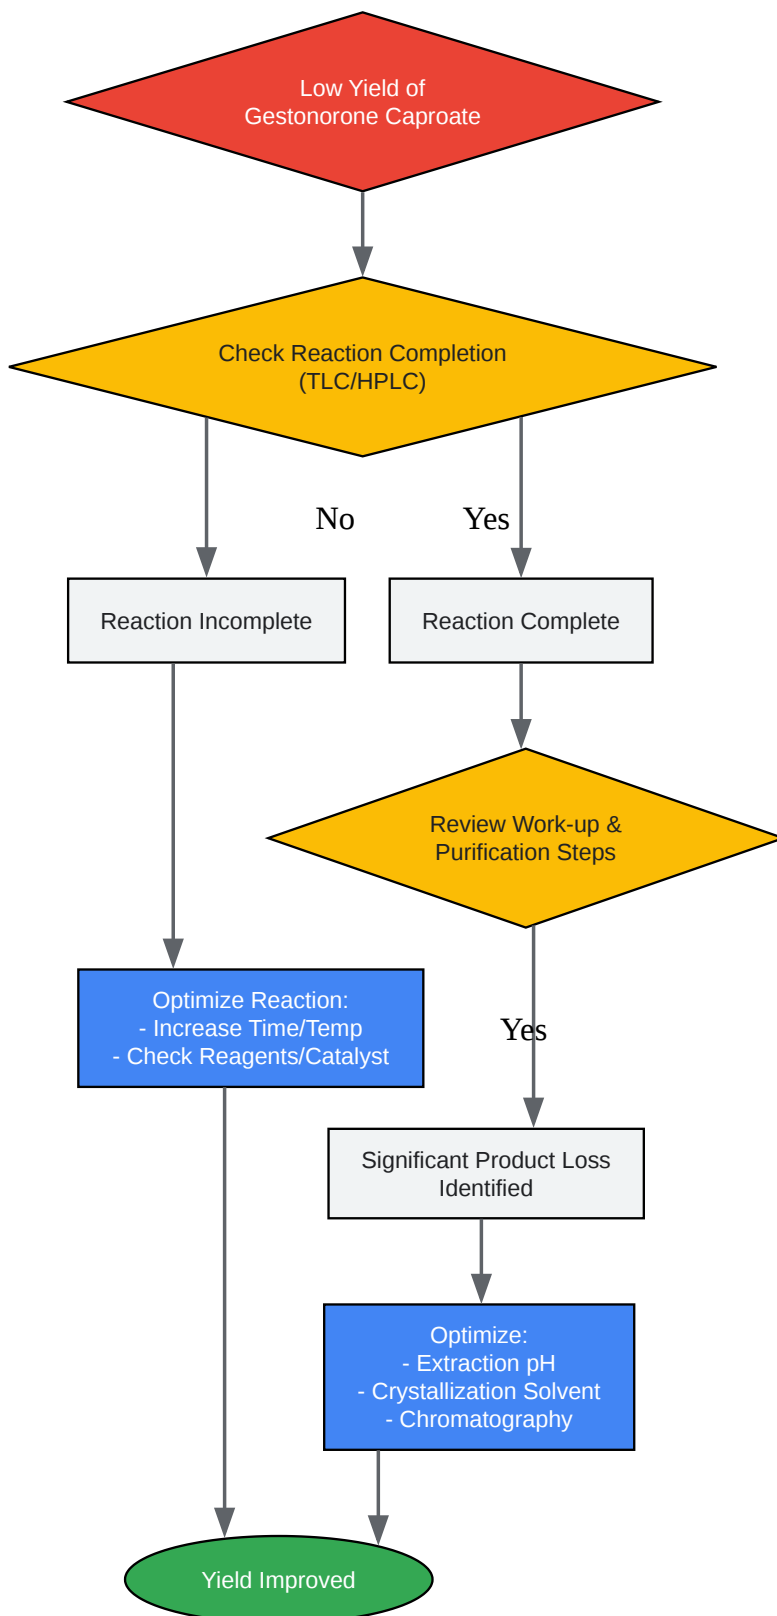 Low Yield of
Gestonorone Caproate
Check Reaction Completion
(TLC/HPLC)
No
Yes
Reaction Incomplete
Reaction Complete
Review Work-up &
Purification Steps
Optimize Reaction:
- Increase Time/Temp
- Check Reagents/Catalyst
Yes
Significant Product Loss
Identified
Optimize:
- Extraction pH
- Crystallization Solvent
- Chromatography
Yield Improved